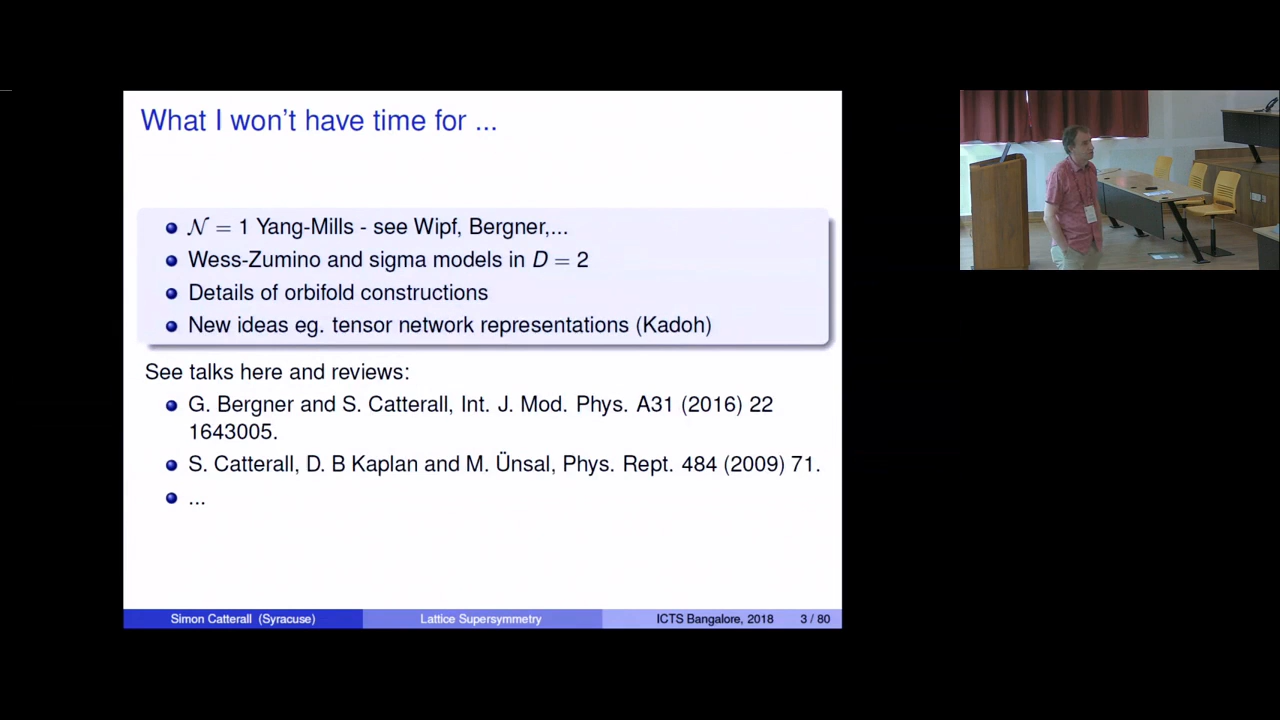 What I won't have time for ...
N = 1 Yang-Mills - see Wipf, Bergner,...
Wess-Zumino and sigma models in D = 2
Details of orbifold constructions
New ideas eg. tensor network representations (Kadoh)
See talks here and reviews:
G. Bergner and S. Catterall, Int. J. Mod. Phys. A31 (2016) 22
1643005.
S. Catterall, D. B Kaplan and M. Ünsal, Phys. Rept. 484 (2009) 71.
...
Simon Catterall (Syracuse) Lattice Supersymmetry ICTS Bangalore, 2018 3 / 80